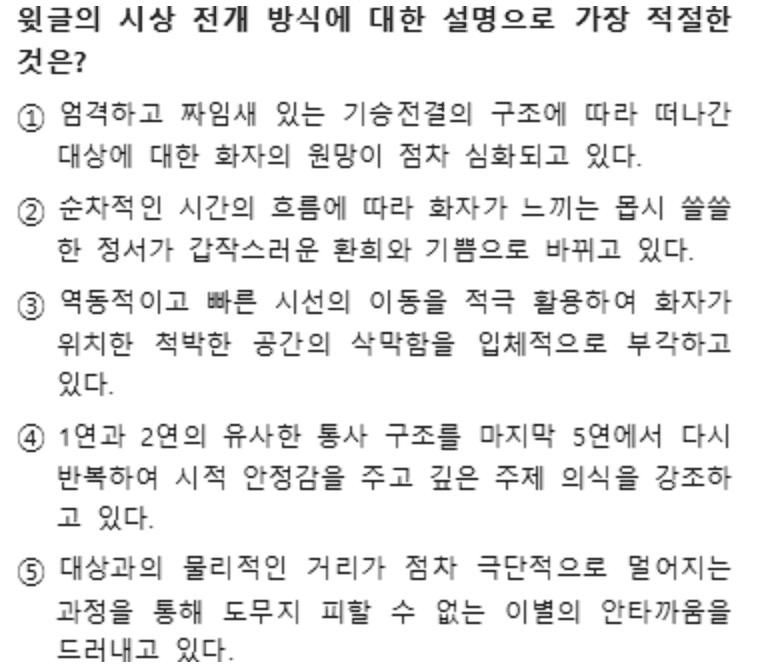 윗글의 시상 전개 방식에 대한 설명으로 가장 적절한
것은?
① 엄격하고 짜임새 있는 기승전결의 구조에 따라 떠나간
대상에 대한 화자의 원망이 점차 심화되고 있다.
② 순차적인 시간의 흐름에 따라 화자가 느끼는 몹시 쓸쓸
한 정서가 갑작스러운 환희와 기쁨으로 바뀌고 있다.
③ 역동적이고 빠른 시선의 이동을 적극 활용하여 화자가
위치한 척박한 공간의 삭막함을 입체적으로 부각하고
있다.
④ 1연과 2연의 유사한 통사 구조를 마지막 5연에서 다시
반복하여 시적 안정감을 주고 깊은 주제 의식을 강조하
고 있다.
⑤ 대상과의 물리적인 거리가 점차 극단적으로 멀어지는
과정을 통해 도무지 피할 수 없는 이별의 안타까움을
드러내고 있다.